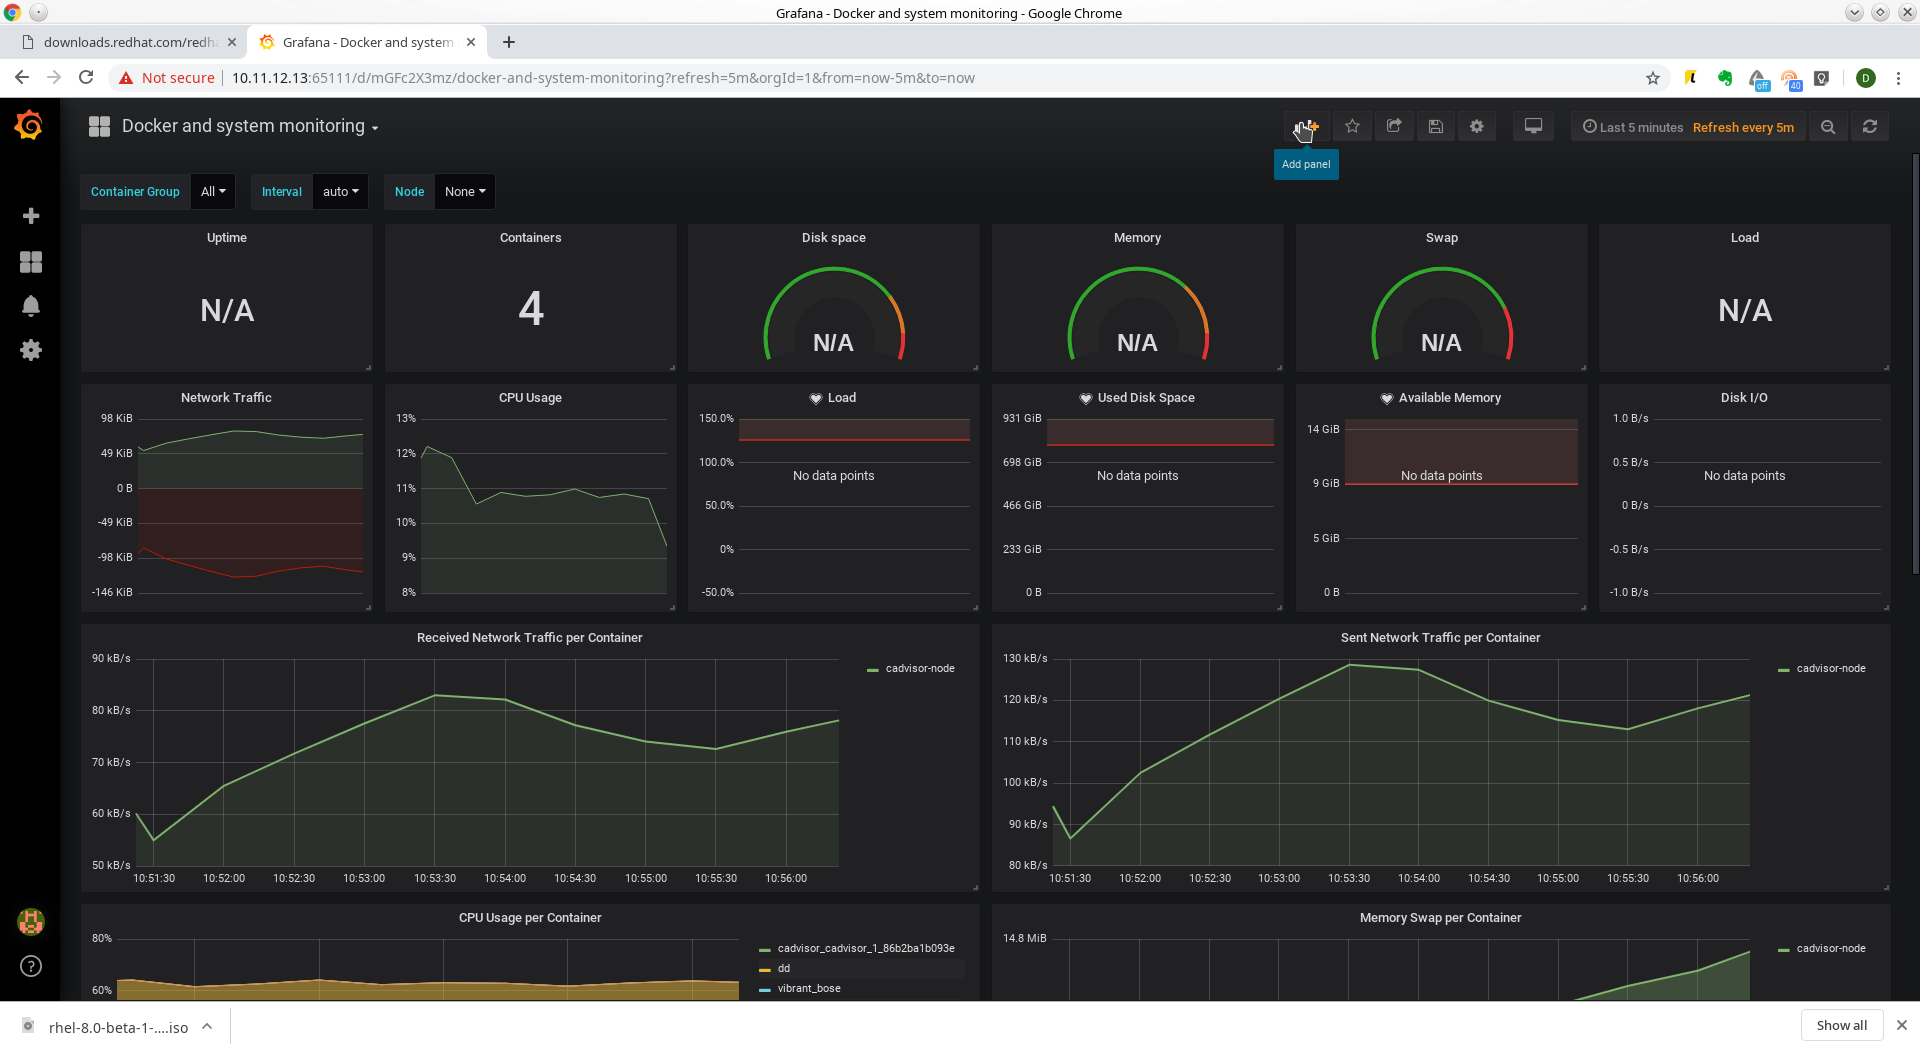 Grafana - Docker and system monitoring - Google Chrome
downloads.redhat.com/redha
Grafana - Docker and system
Not secure
10.11.12.13:65111/d/mGFc2X3mz/docker-and-system-monitoring?refresh=5m&orgId=1&from=now-5m&to=now
off
40
D
Docker and system monitoring
Last 5 minutes Refresh every 5m
Add panel
Container Group All
Interval auto
Node None
Uptime
N/A
Containers
4
Disk space
N/A
Memory
N/A
Swap
N/A
Load
N/A
Network Traffic
98 KiB
49 KiB
0 B
-49 KiB
-98 KiB
-146 KiB
CPU Usage
13%
12%
11%
10%
9%
8%
Load
150.0%
100.0%
50.0%
0%
-50.0%
No data points
Used Disk Space
931 GiB
698 GiB
466 GiB
233 GiB
0 B
No data points
Available Memory
14 GiB
9 GiB
5 GiB
0 B
No data points
Disk I/O
1.0 B/s
0.5 B/s
0 B/s
-0.5 B/s
-1.0 B/s
No data points
Received Network Traffic per Container
90 kB/s
80 kB/s
70 kB/s
60 kB/s
50 kB/s
10:51:30 10:52:00 10:52:30 10:53:00 10:53:30 10:54:00 10:54:30 10:55:00 10:55:30 10:56:00
cadvisor-node
Sent Network Traffic per Container
130 kB/s
120 kB/s
110 kB/s
100 kB/s
90 kB/s
80 kB/s
10:51:30 10:52:00 10:52:30 10:53:00 10:53:30 10:54:00 10:54:30 10:55:00 10:55:30 10:56:00
cadvisor-node
CPU Usage per Container
80%
60%
cadvisor_cadvisor_1_86b2ba1b093e
dd
vibrant_bose
Memory Swap per Container
14.8 MiB
cadvisor-node
rhel-8.0-beta-1-....iso
Show all